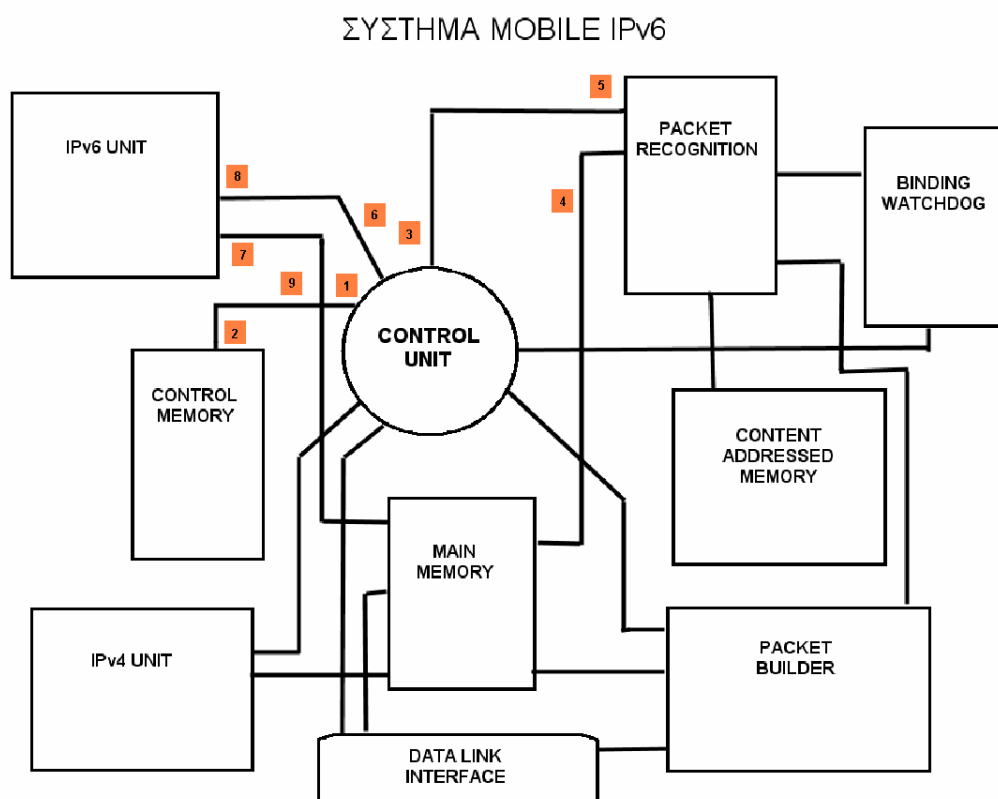 ΣΥΣΤΗΜΑ MOBILE IPv6
5
PACKET
RECOGNITION
IPv6 UNIT
BINDING
WATCHDOG
8
4
6
3
7
9
1
2
CONTROL
UNIT
CONTROL
MEMORY
CONTENT
ADDRESSED
MEMORY
MAIN
MEMORY
IPv4 UNIT
PACKET
BUILDER
DATA LINK
INTERFACE